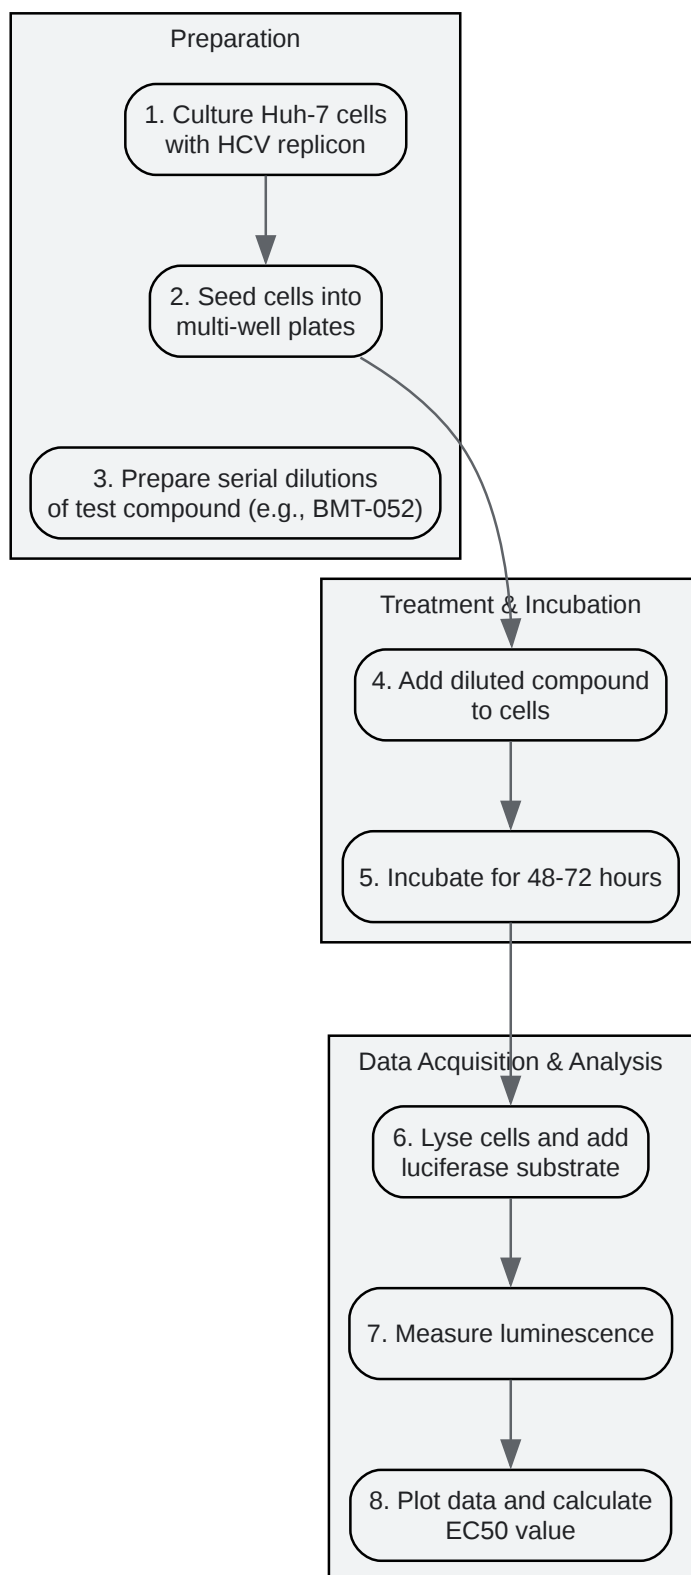 Preparation
1. Culture Huh-7 cells
with HCV replicon
2. Seed cells into
multi-well plates
3. Prepare serial dilutions
of test compound (e.g., BMT-052)
Treatment & Incubation
4. Add diluted compound
to cells
5. Incubate for 48-72 hours
Data Acquisition & Analysis
6. Lyse cells and add
luciferase substrate
7. Measure luminescence
8. Plot data and calculate
EC50 value